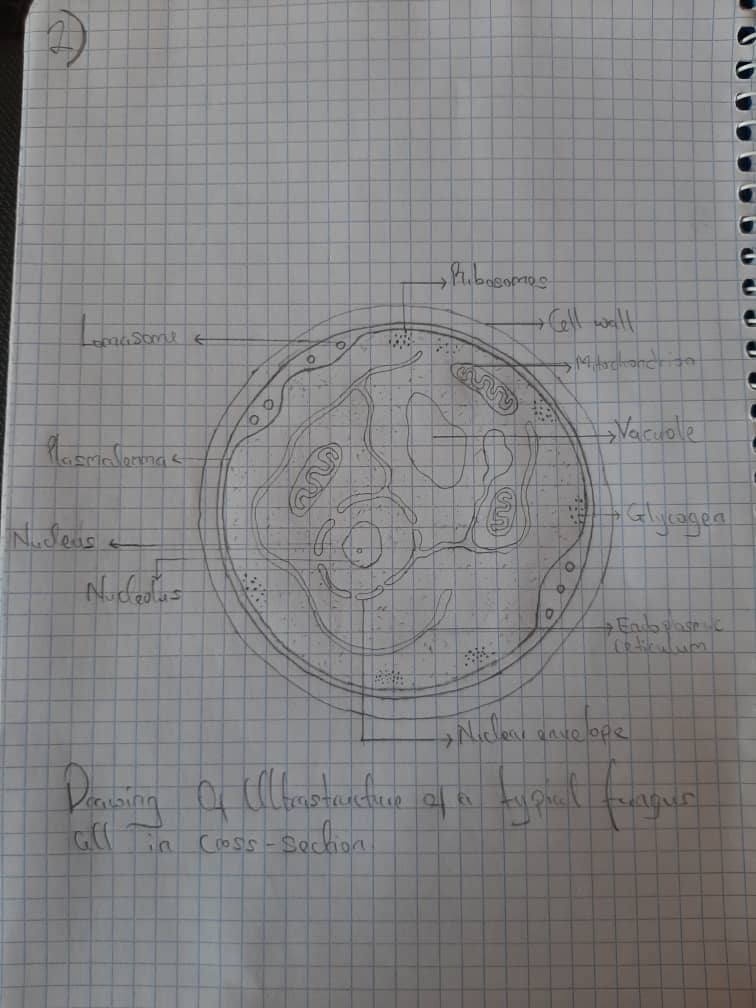 2)
Ribosomes
Cell wall
Lomasome
Mitochondrion
Vacuole
Plasmalemma
Glycogen
Nucleus
Nucleolus
Endoplasmic
reticulum
Nuclear envelope
Drawing Of Ultrastructure of a typical fungus
cell in cross-section.